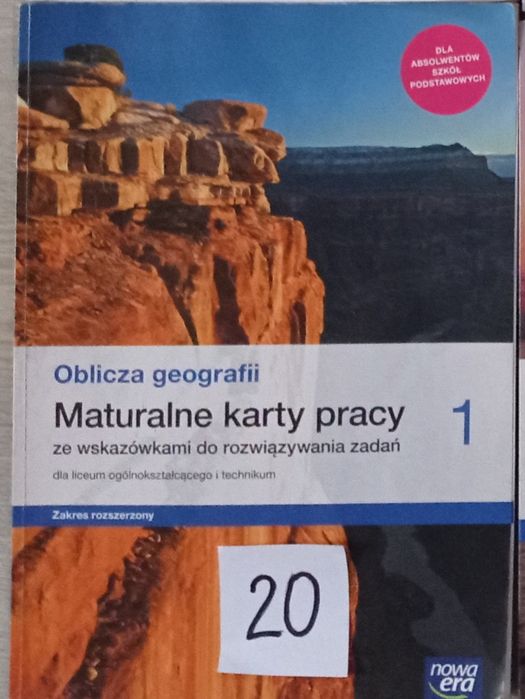 DLA
ABSOLWENTÓW
SZKÓŁ
PODSTAWOWYCH
Oblicza geografii
Maturalne karty pracy 1
ze wskazówkami do rozwiązywania zadań
dla liceum ogólnokształcącego i technikum
Zakres rozszerzony
20
nowa
era